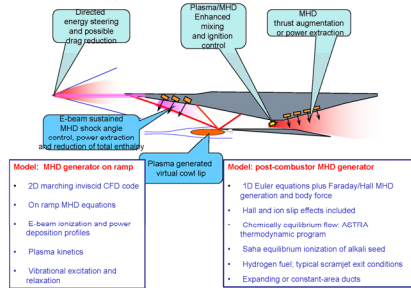 Directed
energy steering
and possible
drag reduction
Plasma/MHD
Enhanced
mixing
and ignition
control
MHD
thrust augmentation
or power extraction
E-beam sustained
MHD shock angle
control, power extraction
and reduction of total enthalpy
Plasma generated
virtual cowl lip
Model: MHD generator on ramp
• 2D marching inviscid CFD code
• On ramp MHD equations
• E-beam ionization and power
deposition profiles
• Plasma kinetics
• Vibrational excitation and
relaxation
Model: post-combustor MHD generator
• 1D Euler equations plus Faraday/Hall MHD
generation and body force
• Hall and ion slip effects included
- Chemically equilibrium flow: ASTRA
thermodynamic program
• Saha equilibrium ionization of alkali seed
• Hydrogen fuel; typical scramjet exit conditions
• Expanding or constant-area ducts